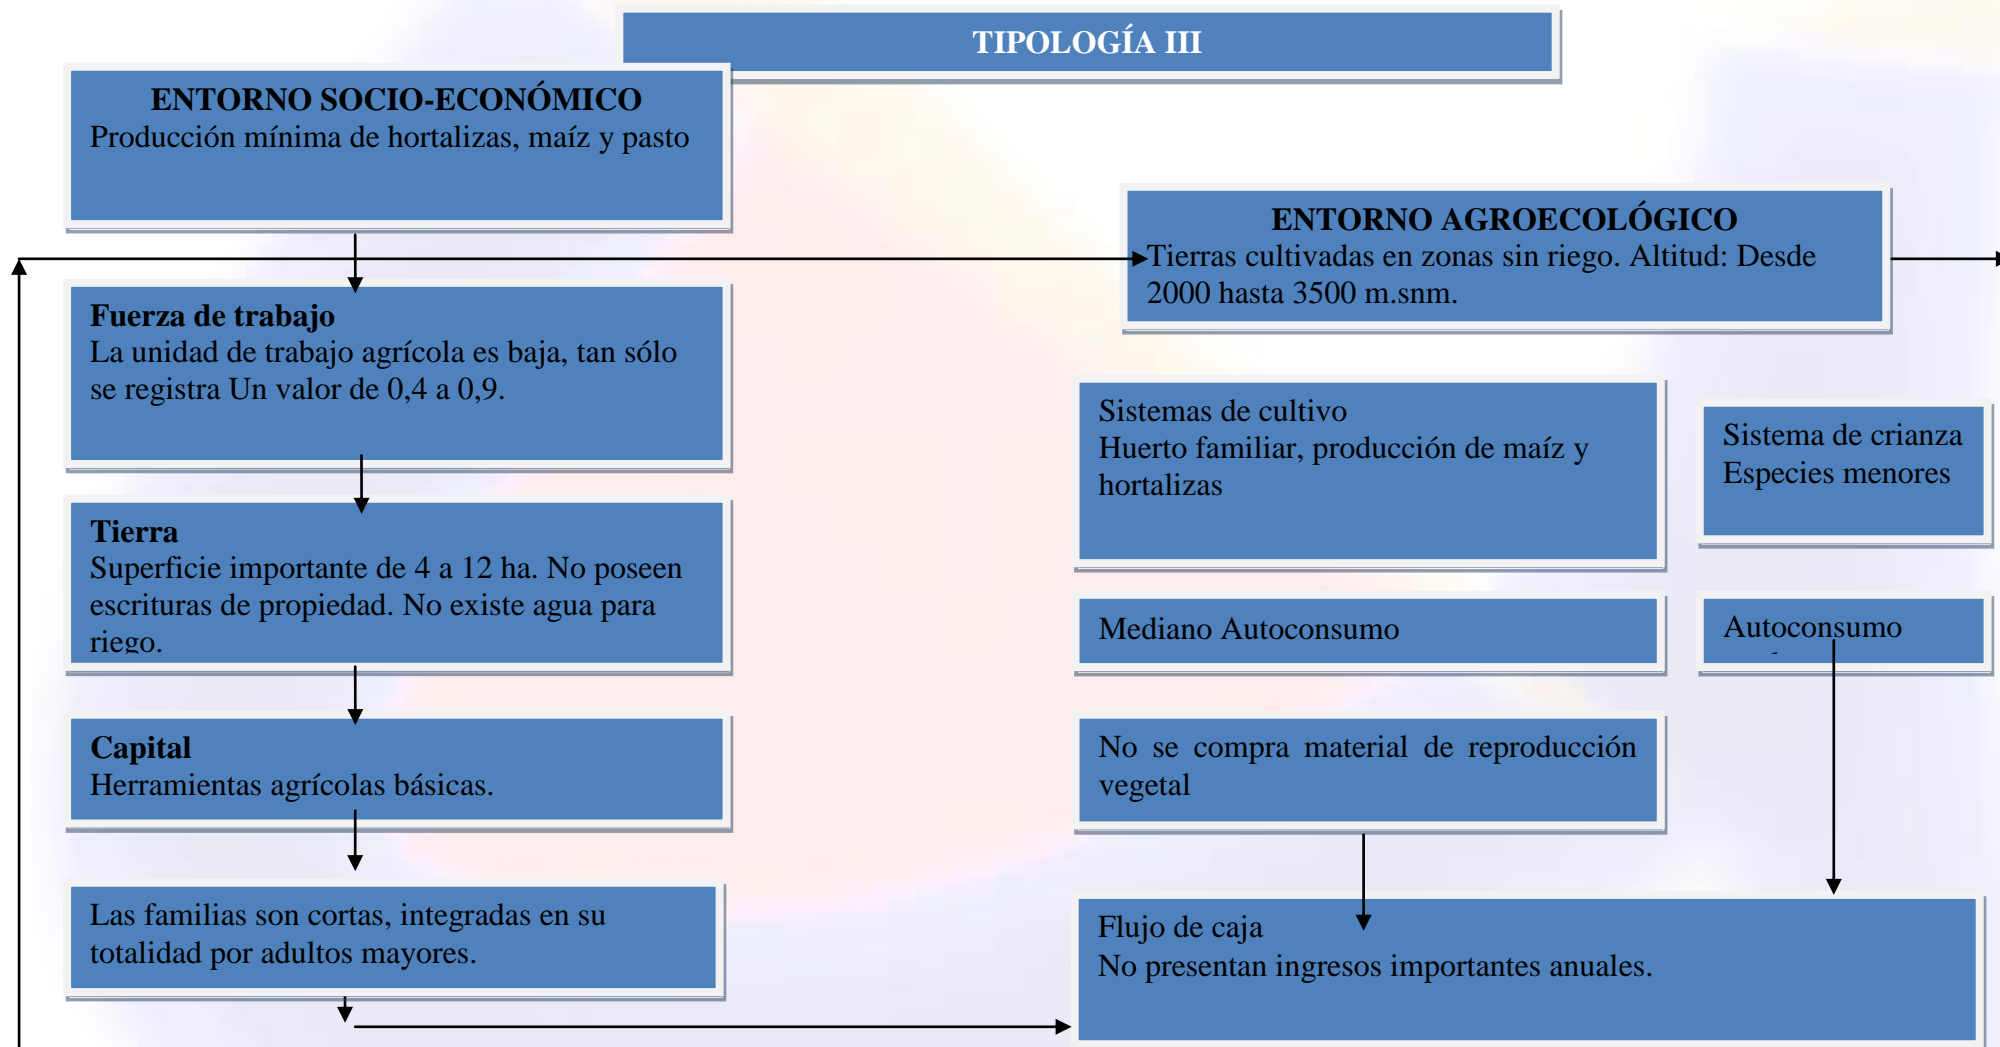 TIPOLOGÍA III
ENTORNO SOCIO-ECONÓMICO
Producción mínima de hortalizas, maíz y pasto
ENTORNO AGROECOLÓGICO
Tierras cultivadas en zonas sin riego. Altitud: Desde
2000 hasta 3500 m.snm.
Fuerza de trabajo
La unidad de trabajo agrícola es baja, tan sólo
se registra Un valor de 0,4 a 0,9.
Sistemas de cultivo
Huerto familiar, producción de maíz y
hortalizas
Sistema de crianza
Especies menores
Tierra
Superficie importante de 4 a 12 ha. No poseen
escrituras de propiedad. No existe agua para
riego.
Mediano Autoconsumo
Autoconsumo
Capital
Herramientas agrícolas básicas.
No se compra material de reproducción
vegetal
Las familias son cortas, integradas en su
totalidad por adultos mayores.
Flujo de caja
No presentan ingresos importantes anuales.